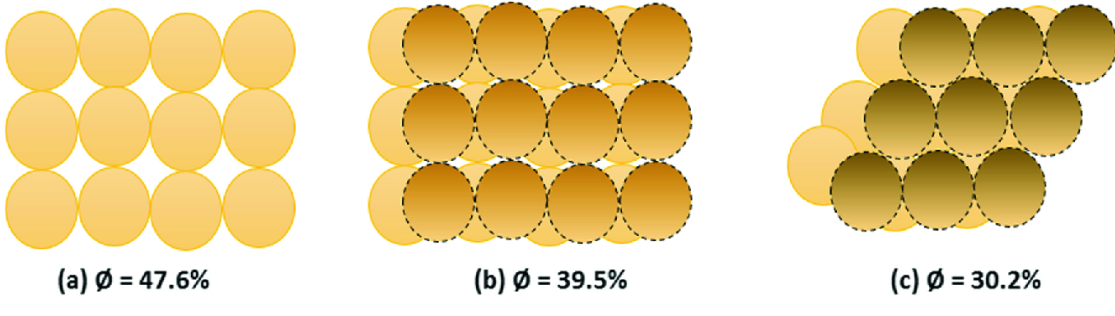 (a) Ø = 47.6%
(b) Ø = 39.5%
(c) Ø = 30.2%